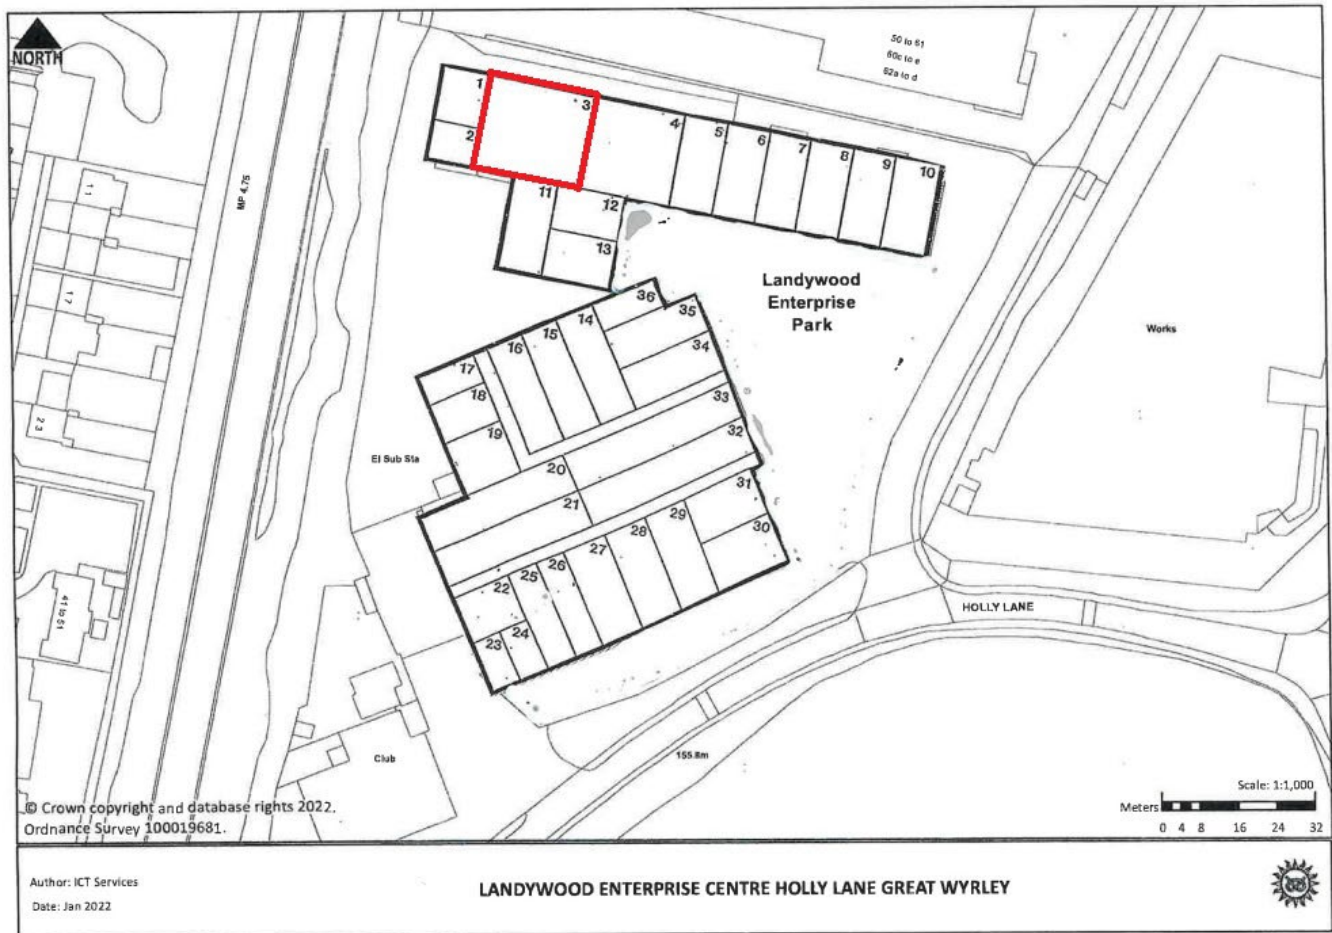 NORTH
50 to 61
60c to e
62a to d
1
2
3
4
5
6
7
8
9
10
11
12
13
MP 4.75
11
17
23
41 to 51
Landywood
Enterprise
Park
Works
36
35
34
33
32
31
30
14
15
16
17
18
19
20
21
22
23
24
25
26
27
28
29
El Sub Sta
HOLLY LANE
155.8m
Club
Scale: 1:1,000
Meters
0 4 8 16 24 32
© Crown copyright and database rights 2022.
Ordnance Survey 100019681.
Author: ICT Services
Date: Jan 2022
LANDYWOOD ENTERPRISE CENTRE HOLLY LANE GREAT WYRLEY